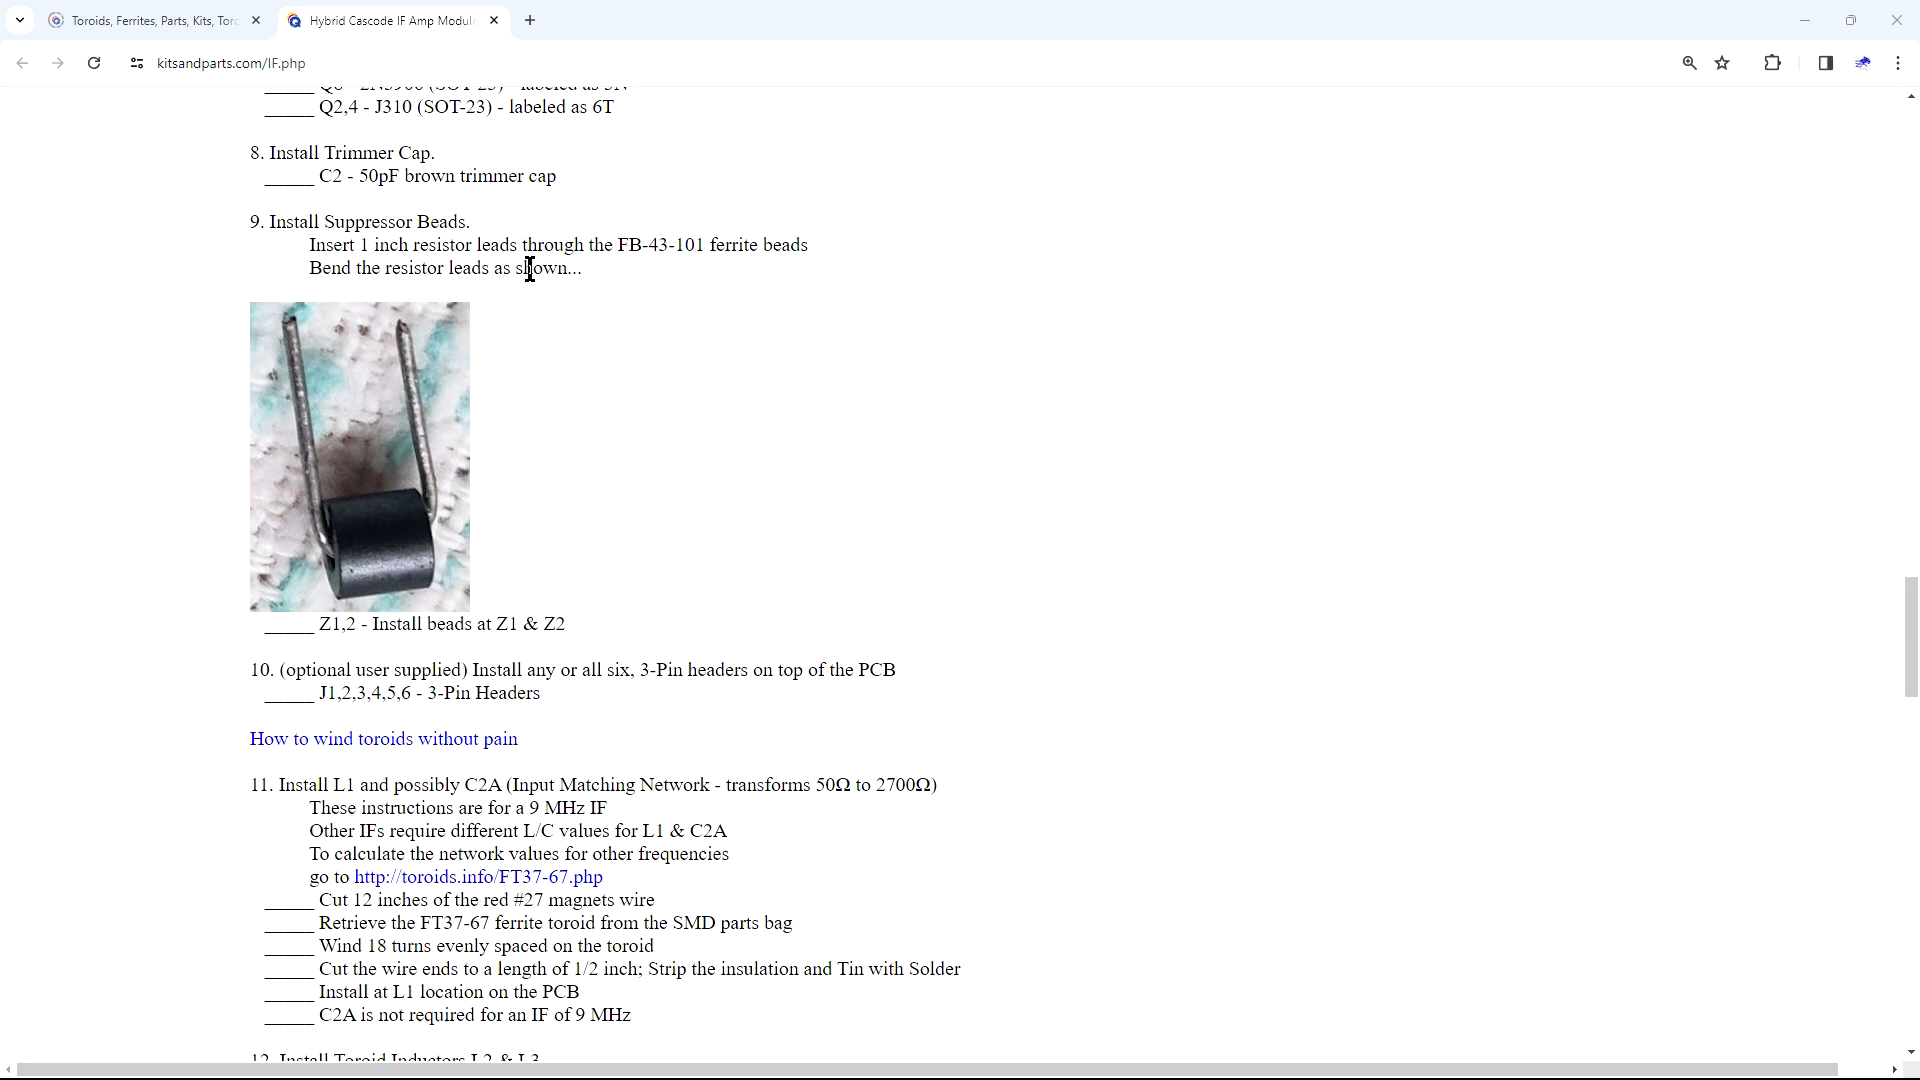 Toroids, Ferrites, Parts, Kits, Toro
Hybrid Cascode IF Amp Module
kitsandparts.com/IF.php
_____ Q2,4 - J310 (SOT-23) - labeled as 6T
8. Install Trimmer Cap.
_____ C2 - 50pF brown trimmer cap
9. Install Suppressor Beads.
Insert 1 inch resistor leads through the FB-43-101 ferrite beads
Bend the resistor leads as shown...
_____ Z1,2 - Install beads at Z1 & Z2
10. (optional user supplied) Install any or all six, 3-Pin headers on top of the PCB
_____ J1,2,3,4,5,6 - 3-Pin Headers
How to wind toroids without pain
11. Install L1 and possibly C2A (Input Matching Network - transforms 50Ω to 2700Ω)
These instructions are for a 9 MHz IF
Other IFs require different L/C values for L1 & C2A
To calculate the network values for other frequencies
go to http://toroids.info/FT37-67.php
_____ Cut 12 inches of the red #27 magnets wire
_____ Retrieve the FT37-67 ferrite toroid from the SMD parts bag
_____ Wind 18 turns evenly spaced on the toroid
_____ Cut the wire ends to a length of 1/2 inch; Strip the insulation and Tin with Solder
_____ Install at L1 location on the PCB
_____ C2A is not required for an IF of 9 MHz
12. Install Toroid Inductors L2 & L3